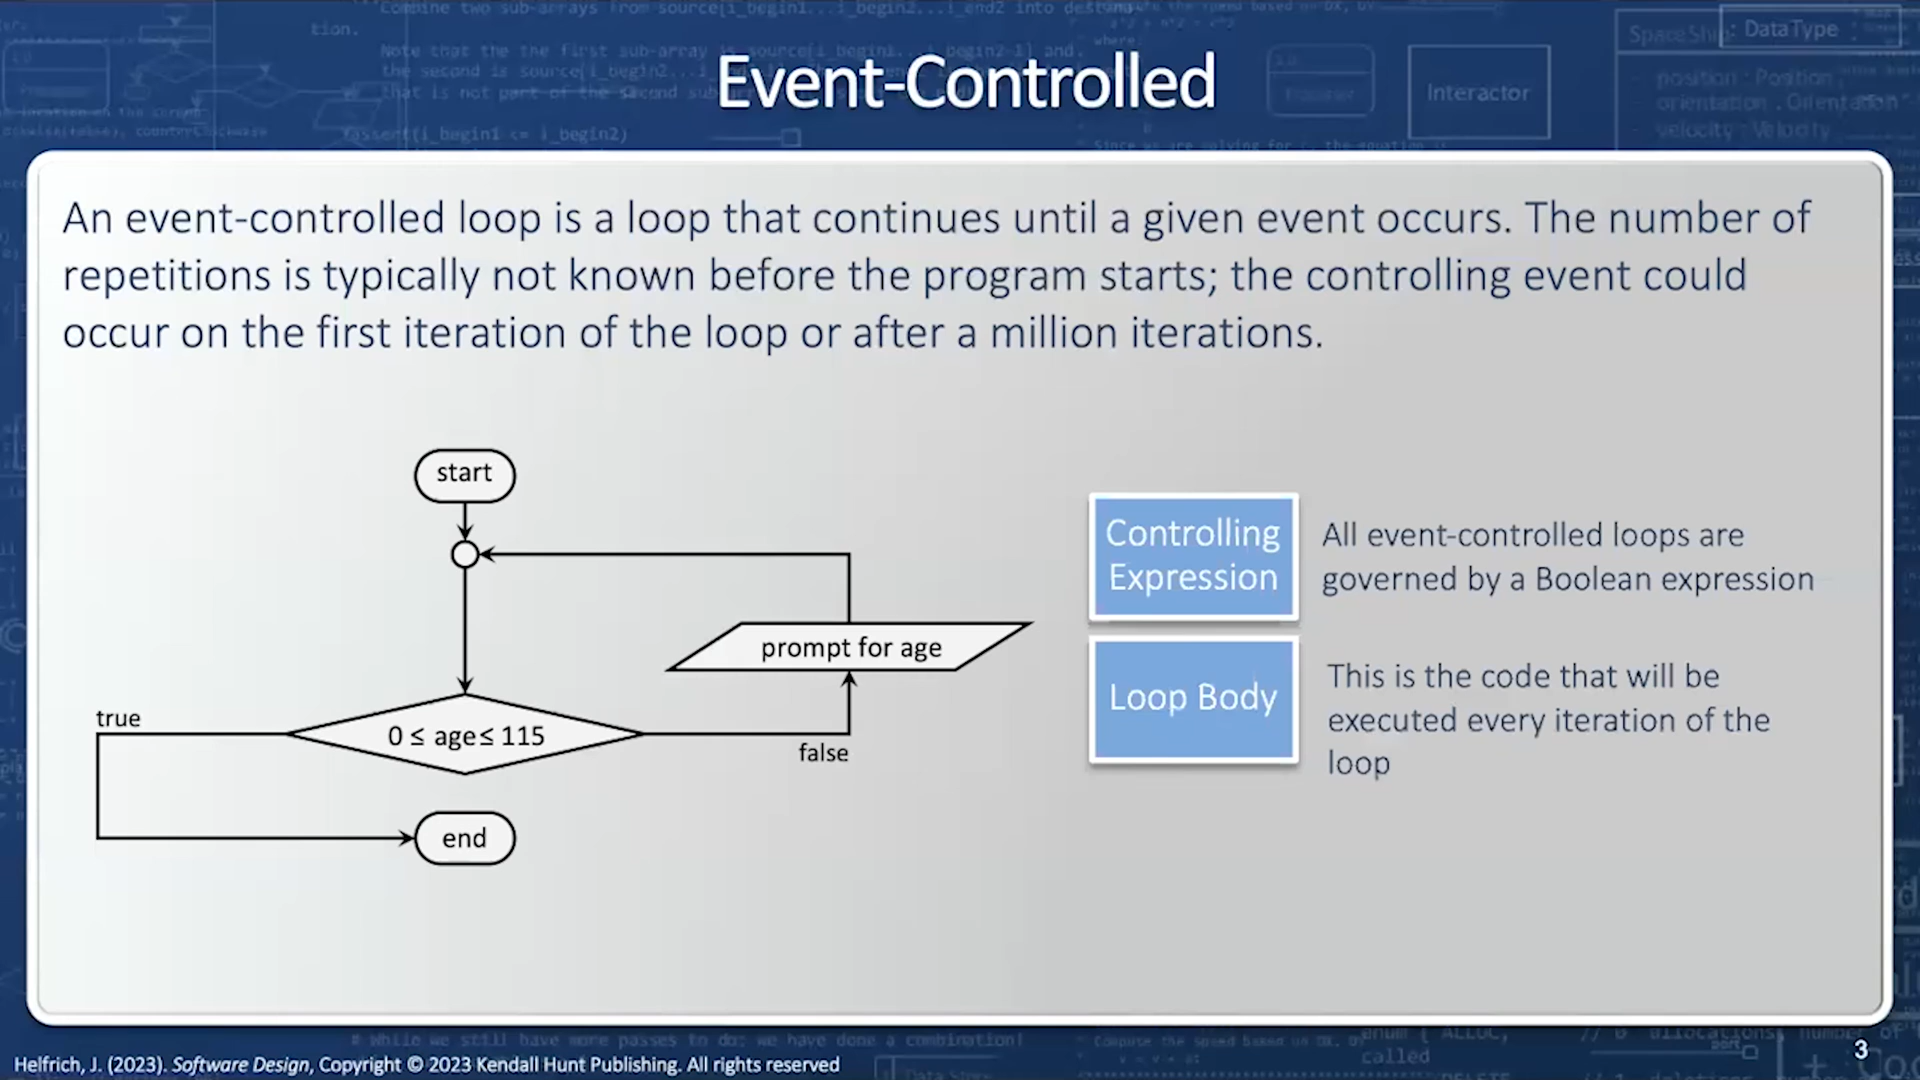 Event-Controlled
Interactor
DataType
An event-controlled loop is a loop that continues until a given event occurs. The number of
repetitions is typically not known before the program starts; the controlling event could
occur on the first iteration of the loop or after a million iterations.
start
prompt for age
true
0 ≤ age≤ 115
false
end
Controlling
Expression
All event-controlled loops are
governed by a Boolean expression
Loop Body
This is the code that will be
executed every iteration of the
loop
Helfrich, J. (2023). Software Design, Copyright © 2023 Kendall Hunt Publishing. All rights reserved
3